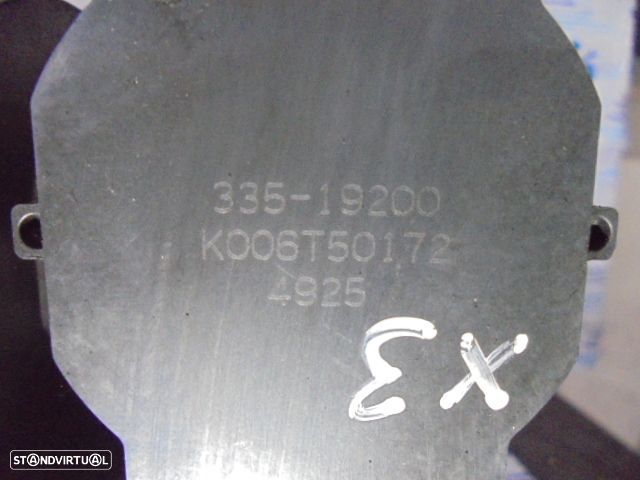 335-19200
K006T50172
4925
X3
STANDVIRTUAL